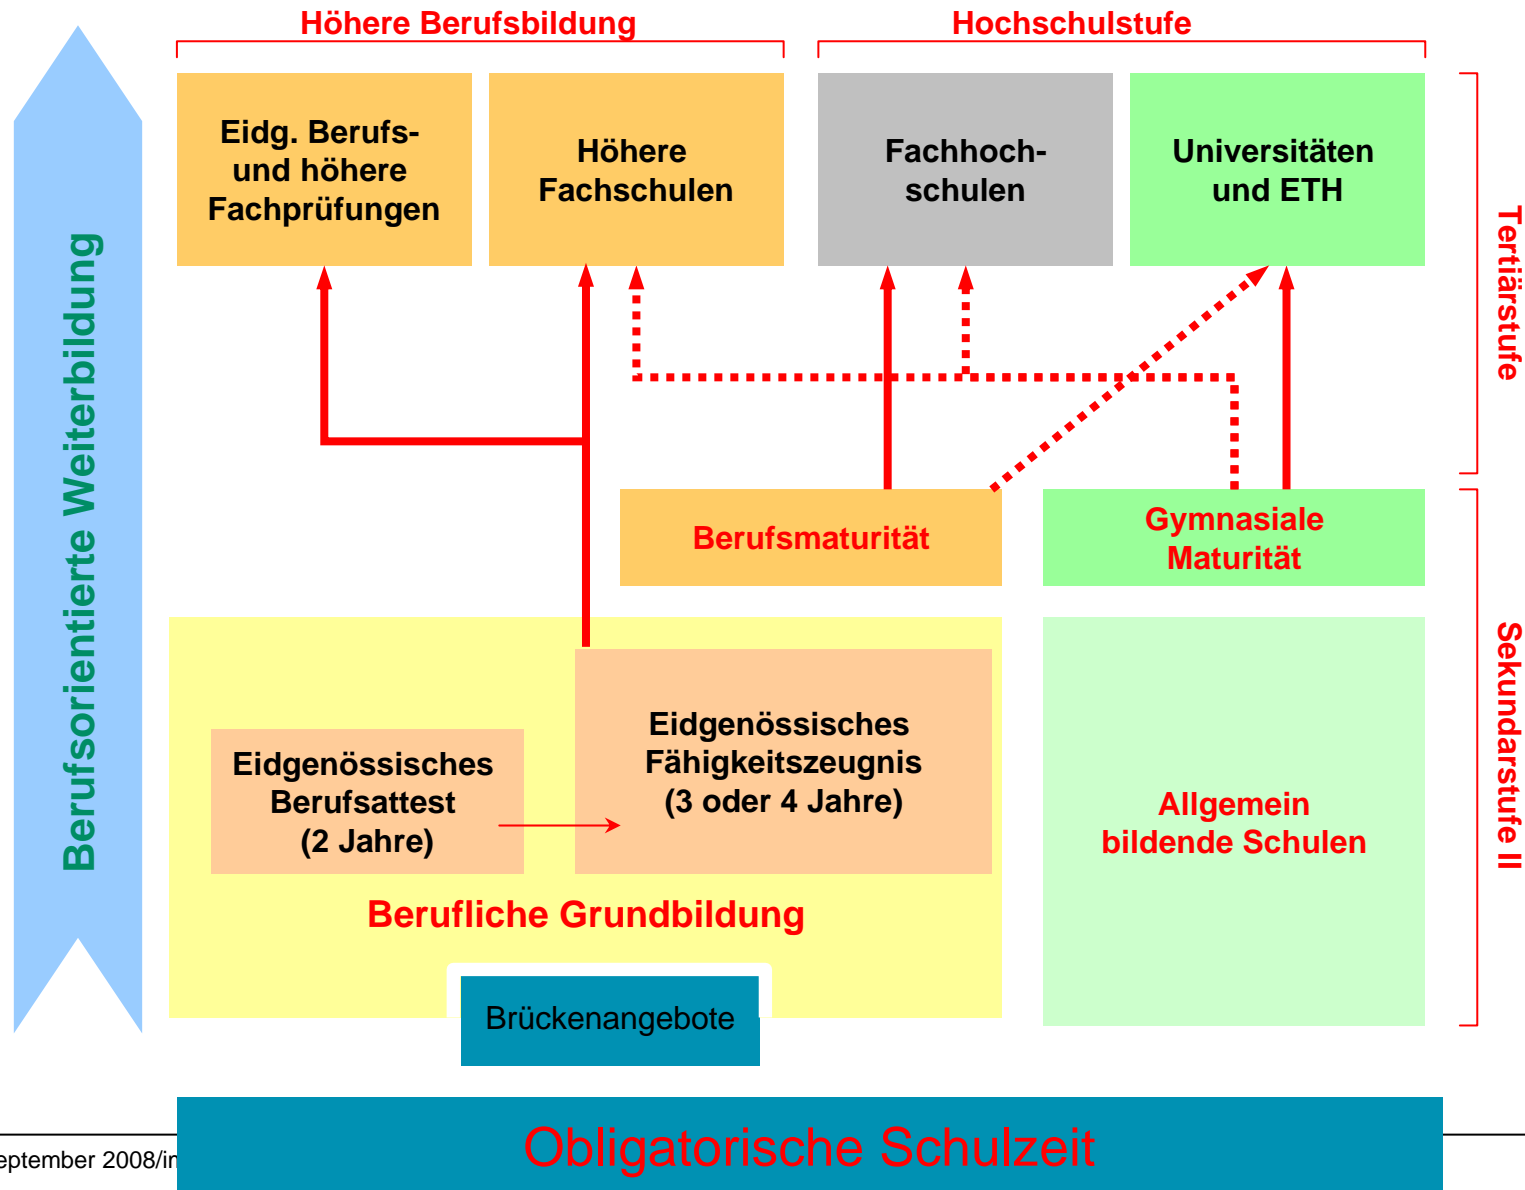 Höhere Berufsbildung
Hochschulstufe
Eidg. Berufs-
und höhere
Fachprüfungen
Höhere
Fachschulen
Fachhoch-
schulen
Universitäten
und ETH
Tertiärstufe
Berufsorientierte Weiterbildung
Berufsmaturität
Gymnasiale
Maturität
Sekundarstufe II
Eidgenössisches
Berufsattest
(2 Jahre)
Eidgenössisches
Fähigkeitszeugnis
(3 oder 4 Jahre)
Allgemein
bildende Schulen
Berufliche Grundbildung
Brückenangebote
Obligatorische Schulzeit
eptember 2008/in